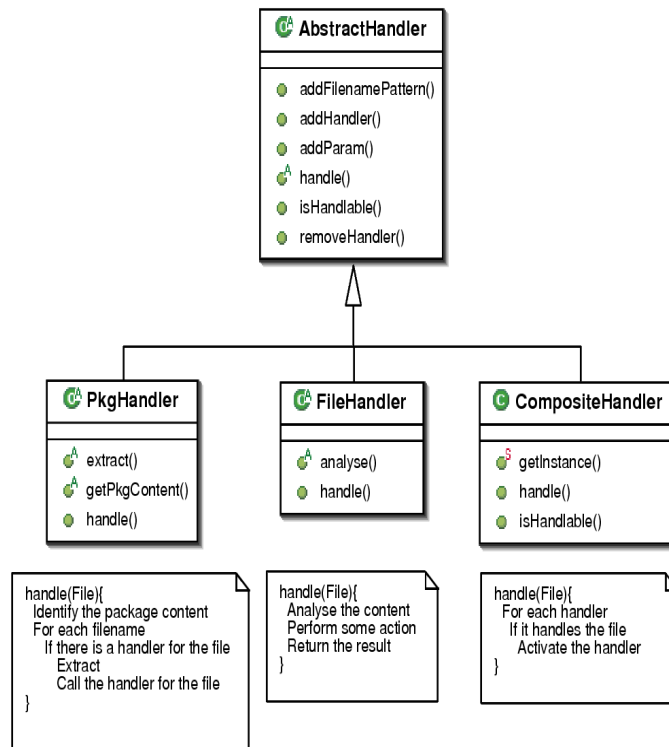 AbstractHandler
addFilenamePattern()
addHandler()
addParam()
handle()
isHandlable()
removeHandler()
PkgHandler
extract()
getPkgContent()
handle()
FileHandler
analyse()
handle()
CompositeHandler
getInstance()
handle()
isHandlable()
handle(File){
Identify the package content
For each filename
If there is a handler for the file
Extract
Call the handler for the file
}
handle(File){
Analyse the content
Perform some action
Return the result
}
handle(File){
For each handler
If it handles the file
Activate the handler
}